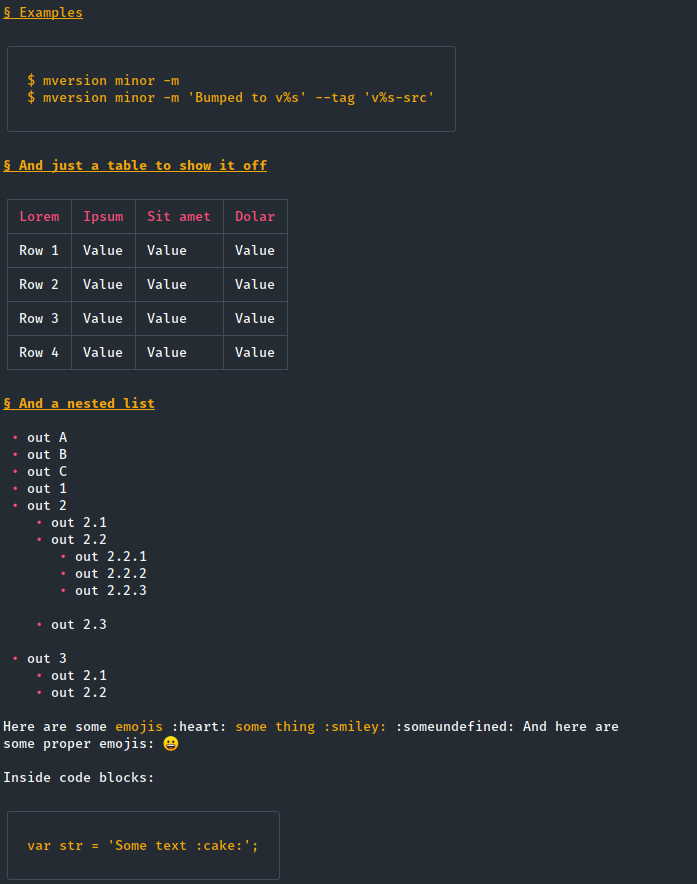 § Examples
$ mversion minor -m
$ mversion minor -m 'Bumped to v%s' --tag 'v%s-src'
§ And just a table to show it off
Lorem Ipsum Sit amet Dolar
Row 1 Value Value Value
Row 2 Value Value Value
Row 3 Value Value Value
Row 4 Value Value Value
§ And a nested list
• out A
• out B
• out C
• out 1
• out 2
• out 2.1
• out 2.2
• out 2.2.1
• out 2.2.2
• out 2.2.3
• out 2.3
• out 3
• out 2.1
• out 2.2
Here are some emojis :heart: some thing :smiley: :someundefined: And here are
some proper emojis: 😀
Inside code blocks:
var str = 'Some text :cake:';